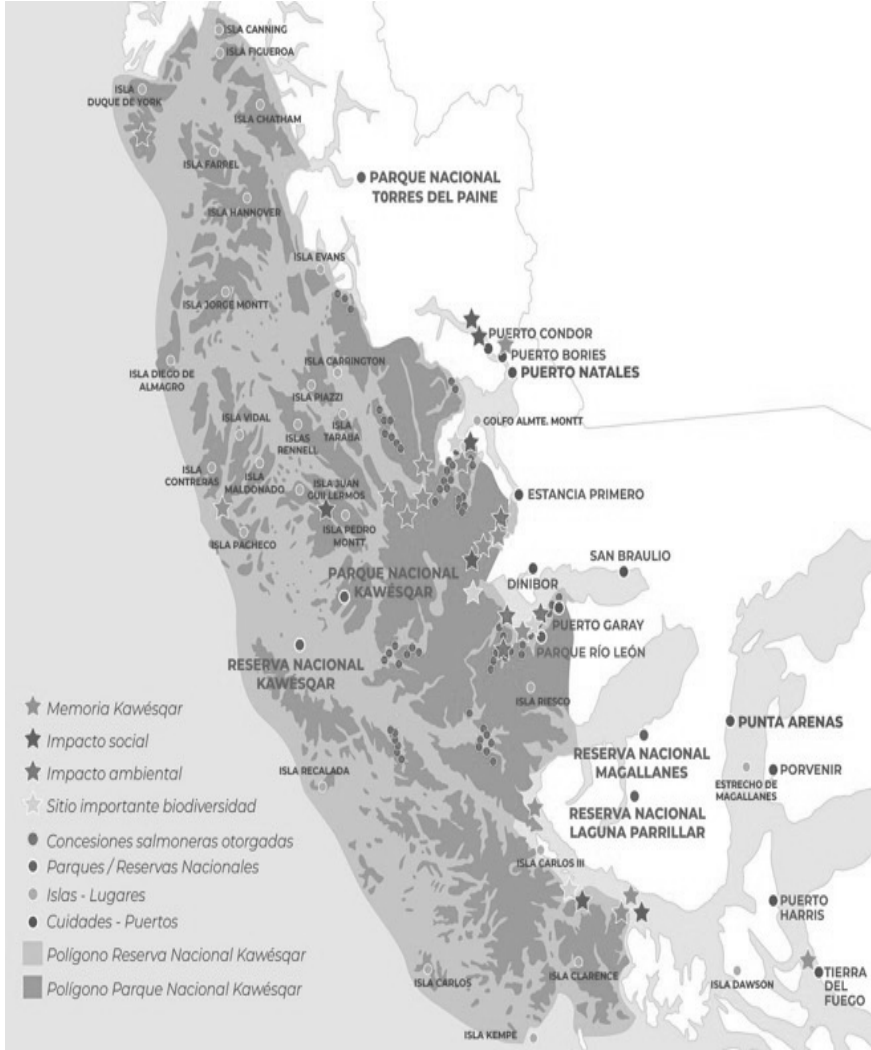 ISLA CANNING
ISLA FIGUEROA
ISLA
DUQUE DE YORK
ISLA CHATHAM
ISLA FARREL
PARQUE NACIONAL
TORRES DEL PAINE
ISLA HANNOVER
ISLA EVANS
ISLA JORGE MONTT
PUERTO CONDOR
PUERTO BORIES
PUERTO NATALES
ISLA DIEGO DE
ALMAGRO
ISLA CARRINGTON
ISLA PIAZZI
ISLA VIDAL
ISLAS
RENNELL
ISLA
TARABA
GOLFO ALMTE. MONTT
ISLA
CONTRERAS
ISLA
MALDONADO
ISLA JUAN
GUILLERMOS
ESTANCIA PRIMERO
ISLA PACHECO
ISLA PEDRO
MONTT
SAN BRAULIO
DINIBOR
PARQUE NACIONAL
KAWÉSQAR
PUERTO GARAY
PARQUE RÍO LEÓN
RESERVA NACIONAL
KAWÉSQAR
ISLA RIESCO
PUNTA ARENAS
RESERVA NACIONAL
MAGALLANES
PORVENIR
ESTRECHO DE
MAGALLANES
ISLA RECALADA
RESERVA NACIONAL
LAGUNA PARRILLAR
ISLA CARLOS III
PUERTO
HARRIS
ISLA CARLOS
ISLA CLARENCE
ISLA DAWSON
TIERRA
DEL
FUEGO
ISLA KEMPE
Memoria Kawésqar
Impacto social
Impacto ambiental
Sitio importante biodiversidad
Concesiones salmoneras otorgadas
Parques / Reservas Nacionales
Islas - Lugares
Cuidades - Puertos
Polígono Reserva Nacional Kawésqar
Polígono Parque Nacional Kawésqar